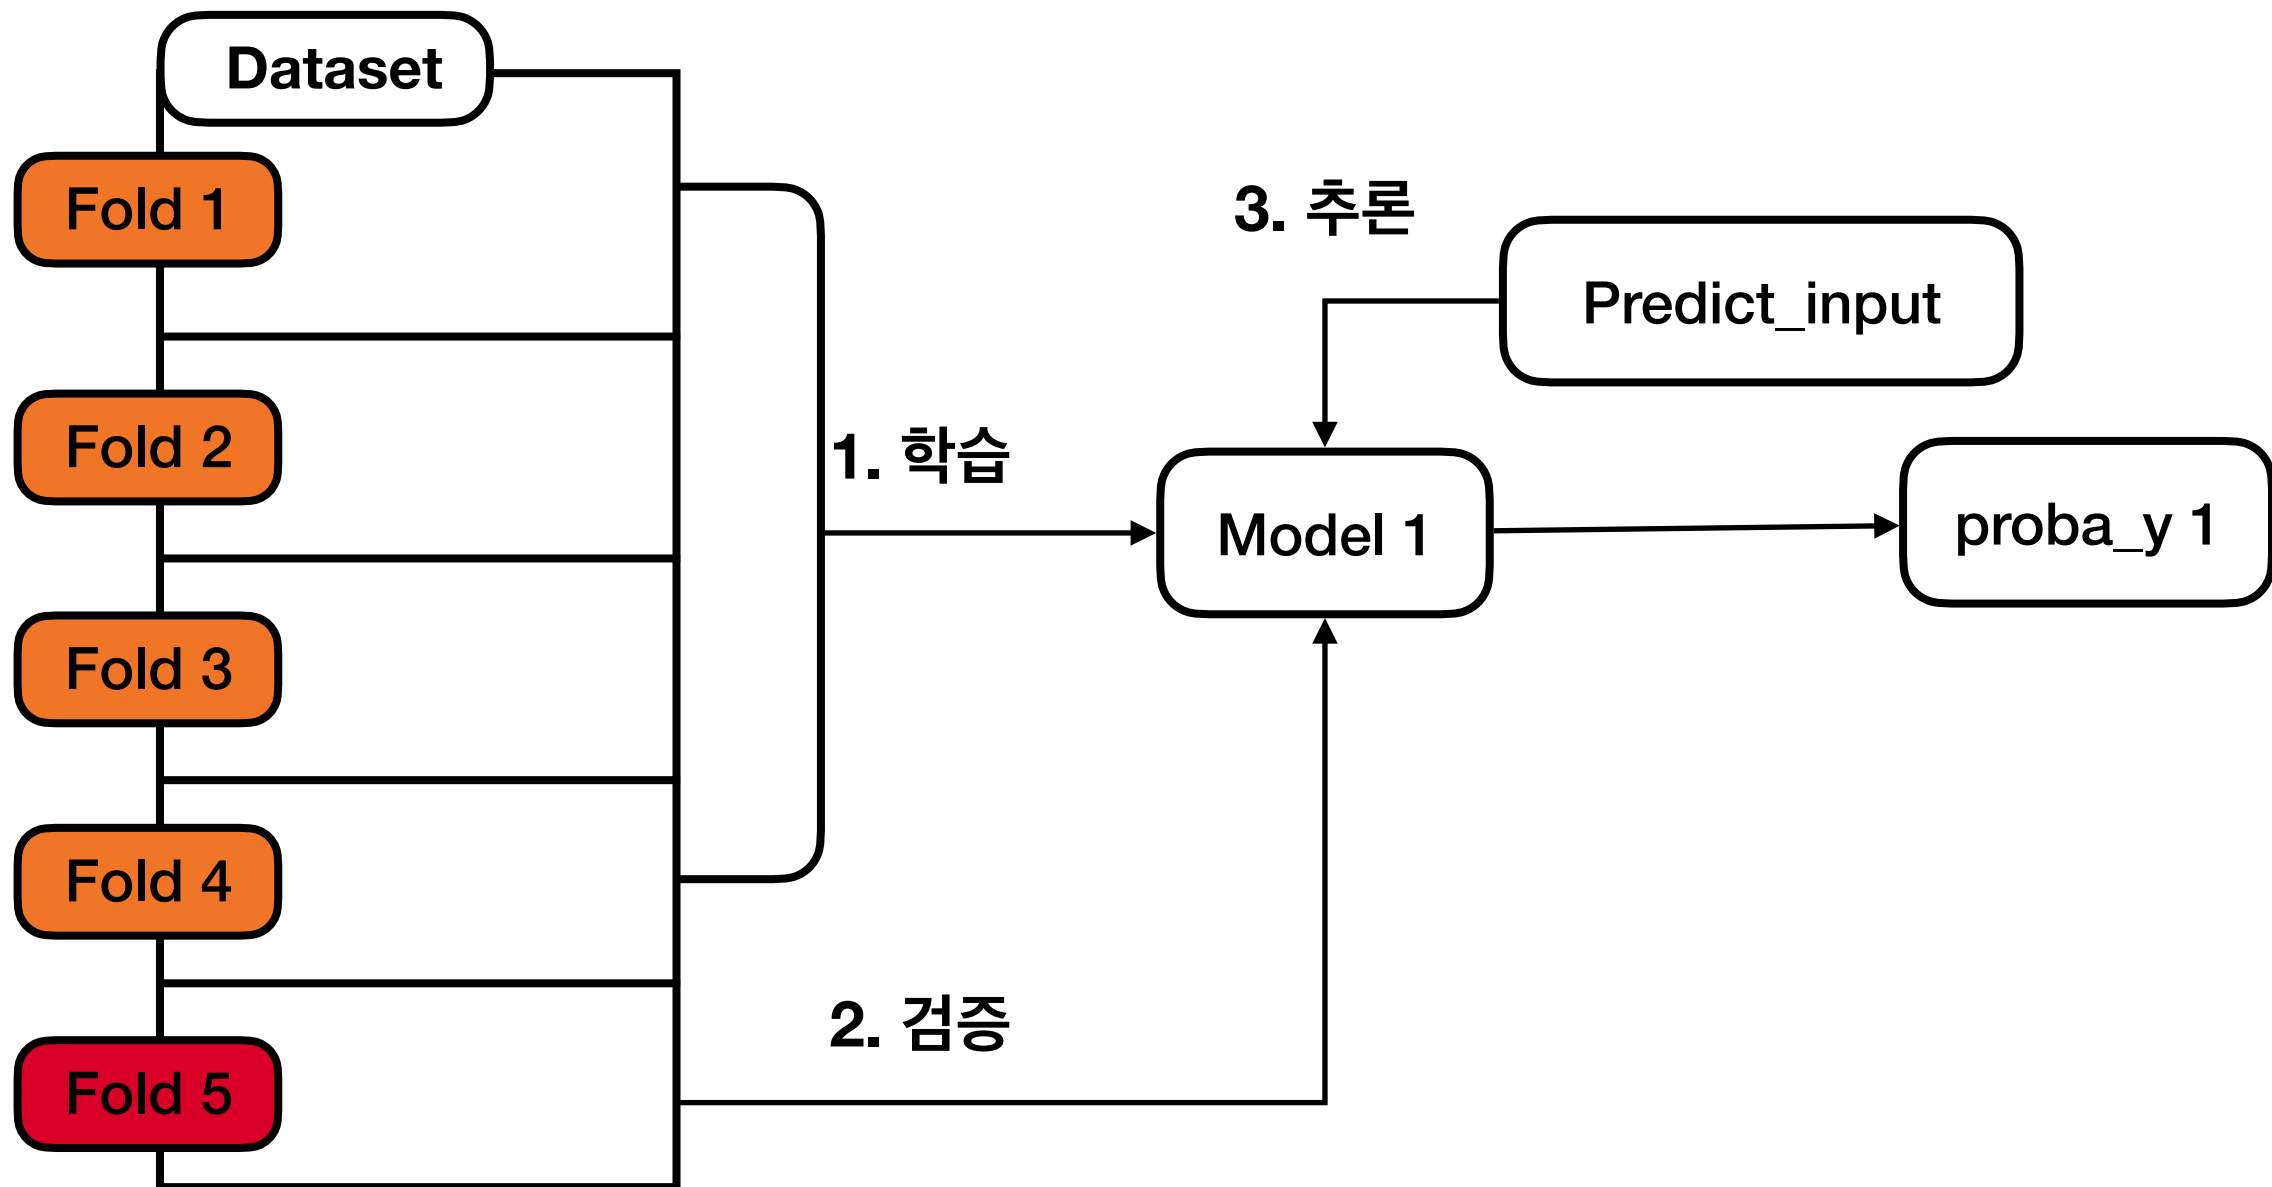 Dataset
Fold 1
Fold 2
Fold 3
Fold 4
Fold 5
1. 학습
2. 검증
3. 추론
Predict_input
Model 1
proba_y 1